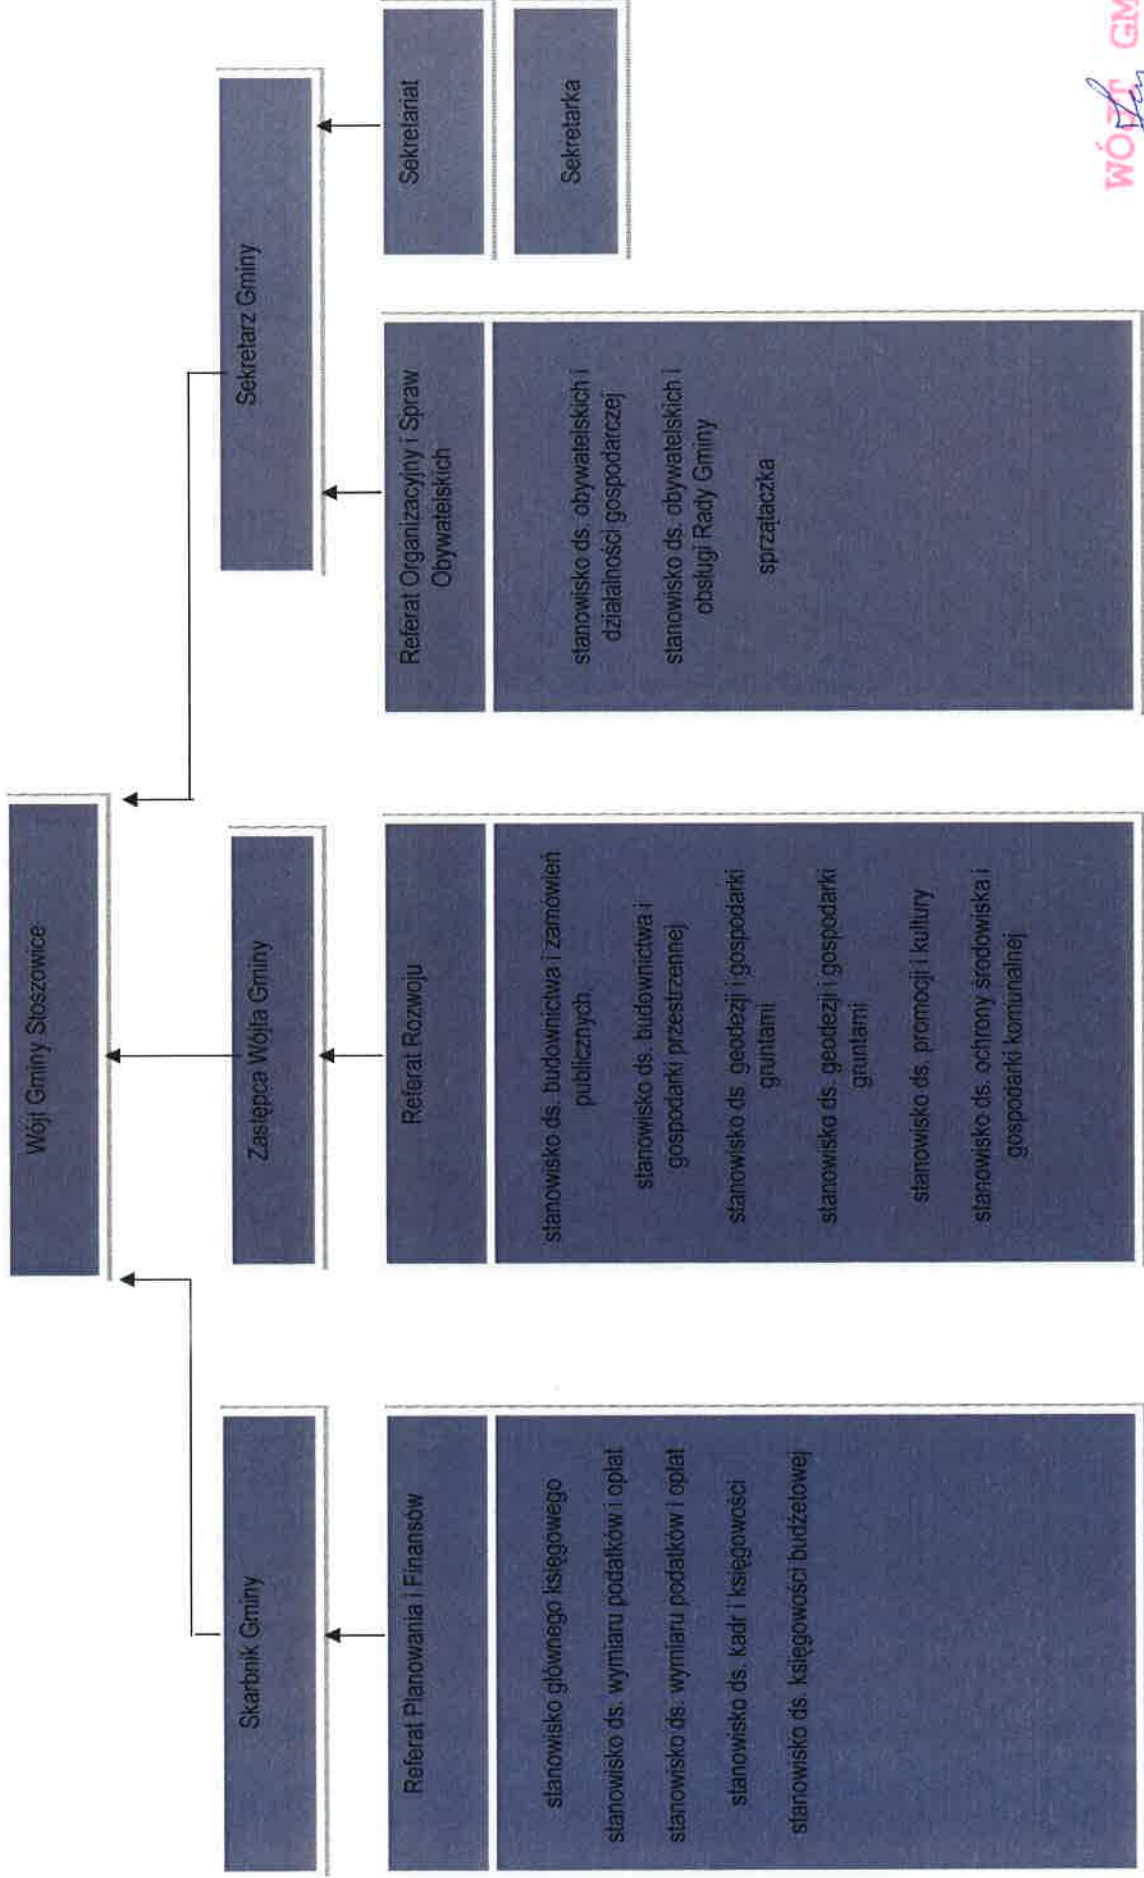 Wójt Gminy Stoszowice
Skarbnik Gminy
Zastępca Wójta Gminy
Sekretarz Gminy
Referat Planowania i Finansów
stanowisko głównego księgowego
stanowisko ds. wymiaru podatków i opłat
stanowisko ds. wymiaru podatków i opłat
stanowisko ds. kadr i księgowości
stanowisko ds. księgowości budżetowej
Referat Rozwoju
stanowisko ds. budownictwa i zamówień
publicznych
stanowisko ds. budownictwa i
gospodarki przestrzennej
stanowisko ds. geodezji i gospodarki
gruntami
stanowisko ds. geodezji i gospodarki
gruntami
stanowisko ds. promocji i kultury
stanowisko ds. ochrony środowiska i
gospodarki komunalnej
Referat Organizacyjny i Spraw
Obywatelskich
stanowisko ds. obywatelskich i
działalności gospodarczej
stanowisko ds. obywatelskich i
obsługi Rady Gminy
sprzątaczka
Sekretariat
Sekretarka
WÓJT GM